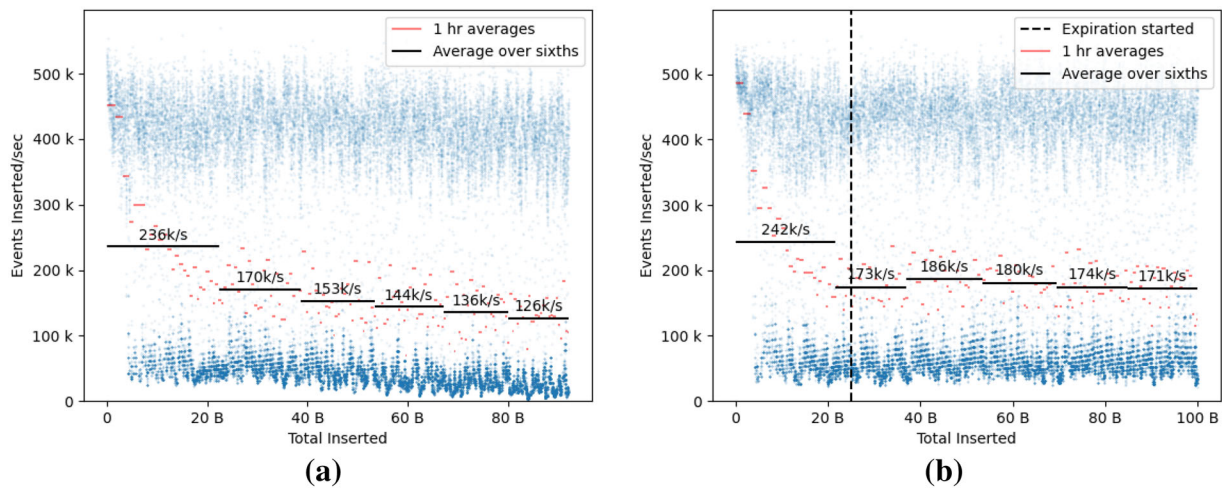 1 hr averages
Average over sixths
500 k
400 k
300 k
200 k
100 k
0
Events Inserted/sec
236k/s
170k/s
153k/s
144k/s
136k/s
126k/s
0
20 B
40 B
60 B
80 B
Total Inserted
(a)
Expiration started
1 hr averages
Average over sixths
500 k
400 k
300 k
200 k
100 k
0
Events Inserted/sec
242k/s
173k/s
186k/s
180k/s
174k/s
171k/s
0
20 B
40 B
60 B
80 B
100 B
Total Inserted
(b)